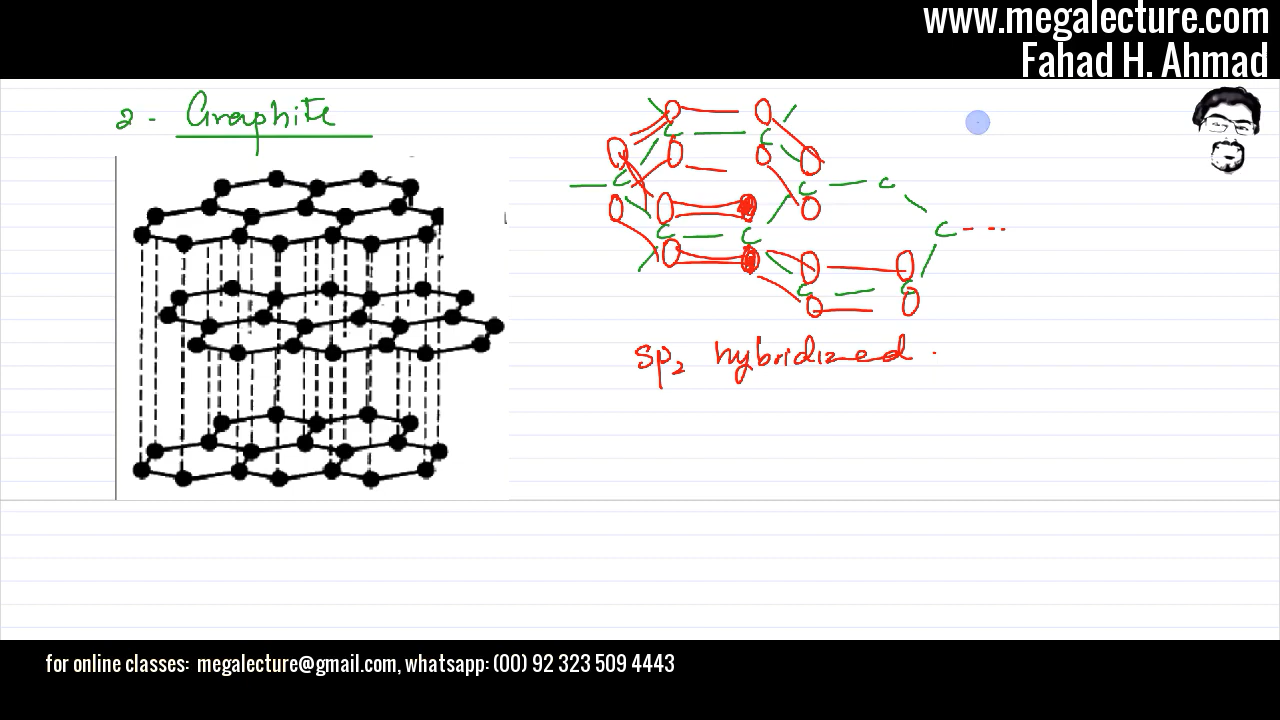 www.megalecture.com
Fahad H. Ahmad
2 - Graphite
C C
C C C
C C C
C C
sp2 hybridized.
for online classes: megalecture@gmail.com, whatsapp: (00) 92 323 509 4443